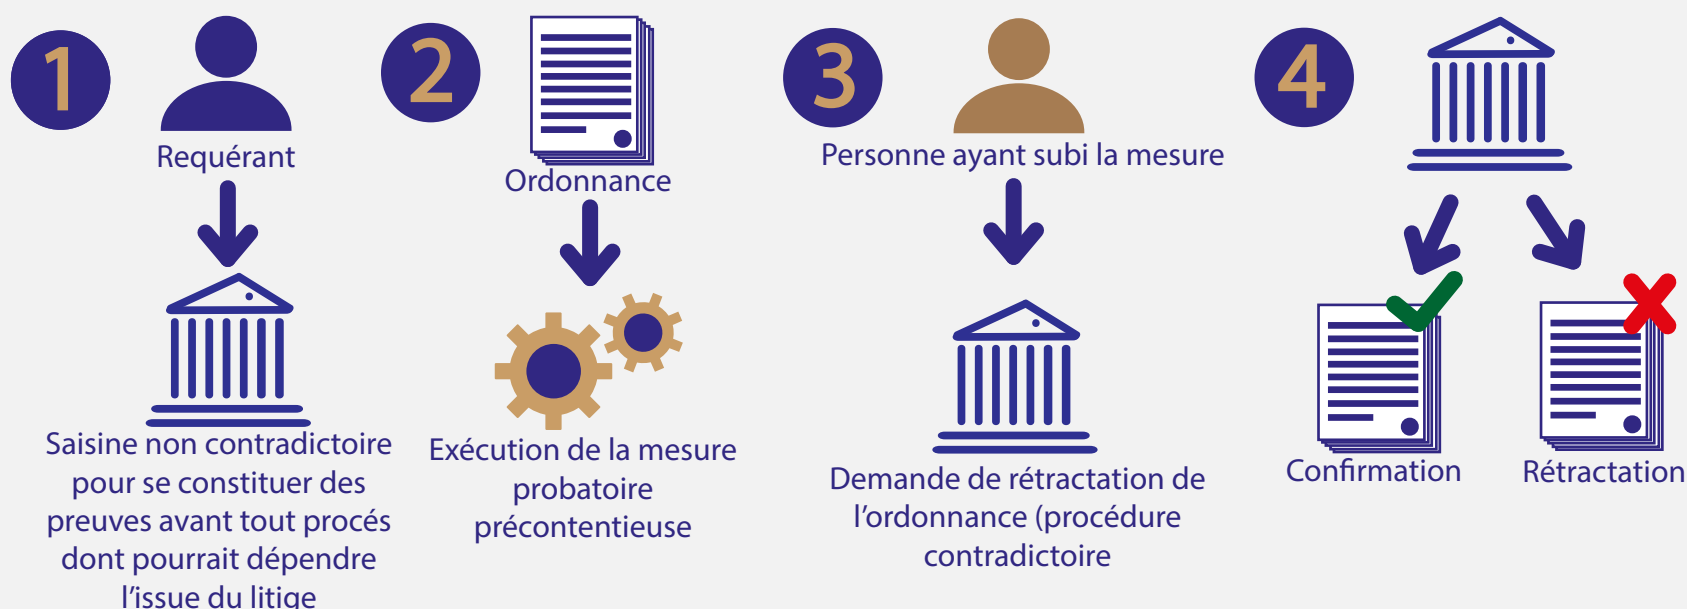 1
Requérant
Saisine non contradictoire
pour se constituer des
preuves avant tout procés
dont pourrait dépendre
l'issue du litige
2
Ordonnance
Exécution de la mesure
probatoire
précontentieuse
3
Personne ayant subi la mesure
Demande de rétractation de
l'ordonnance (procédure
contradictoire
4
Confirmation
Rétractation